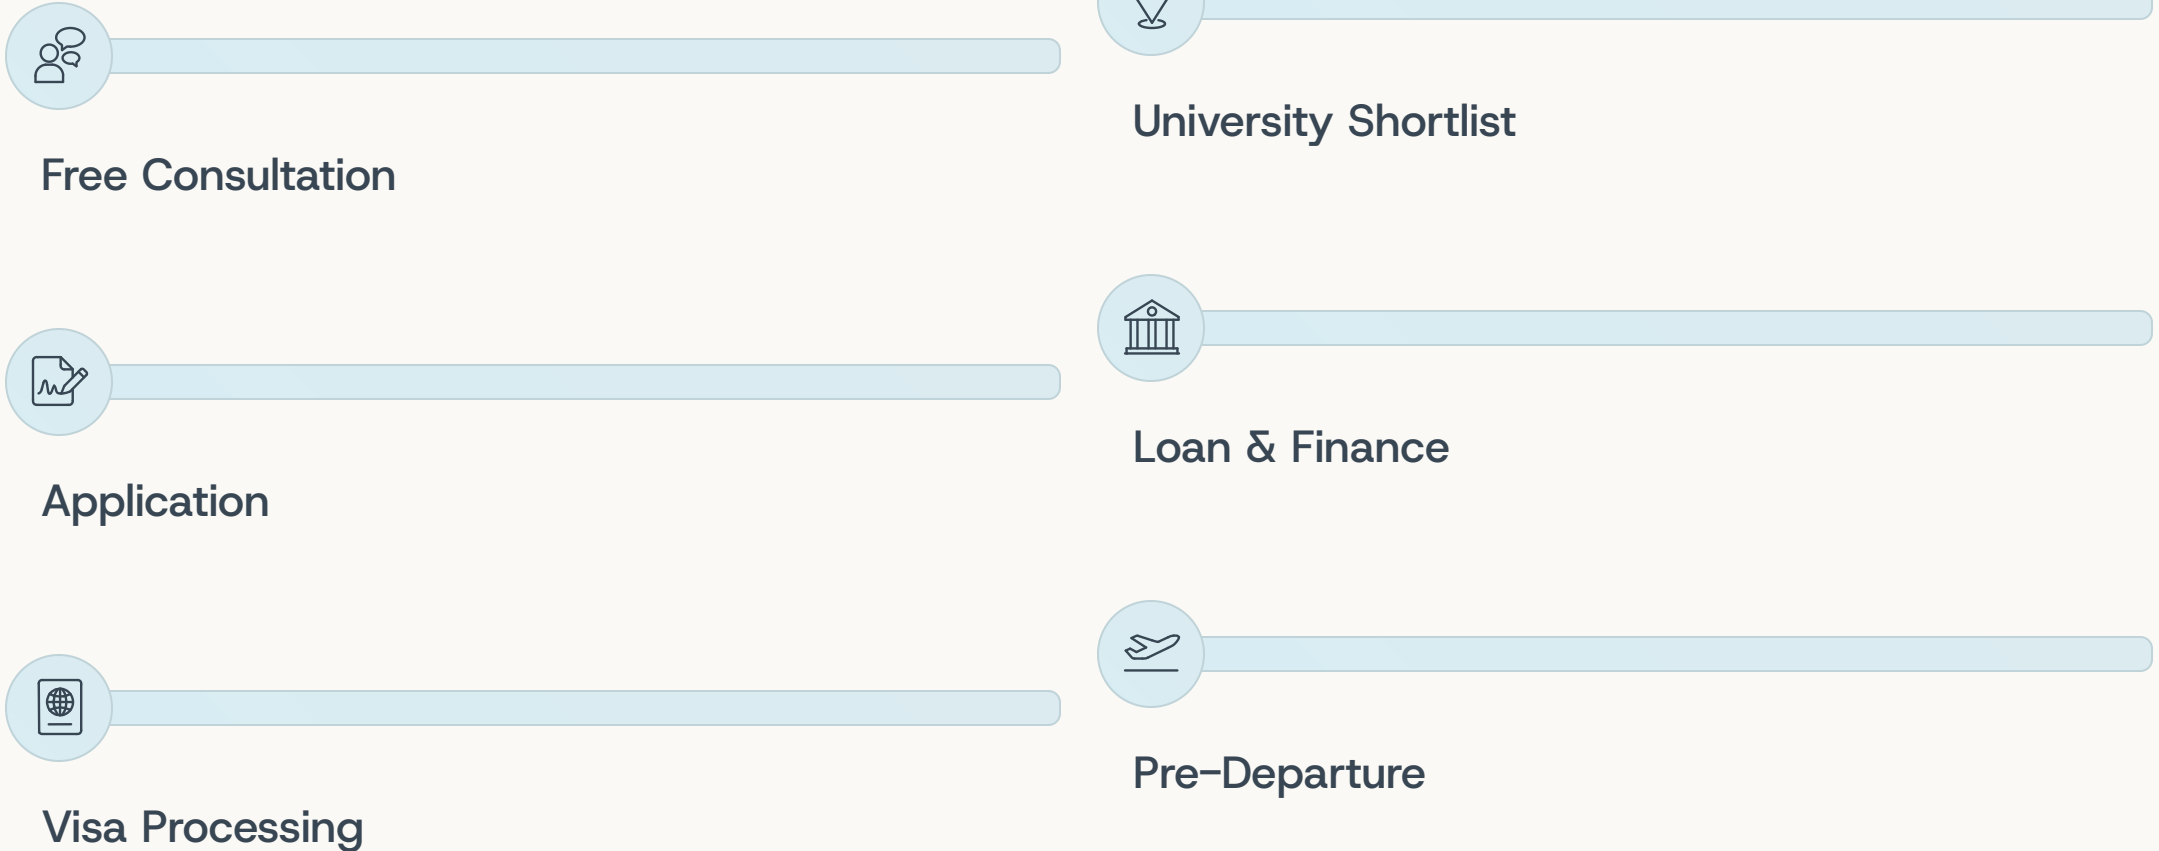 Free Consultation
University Shortlist
Application
Loan & Finance
Visa Processing
Pre-Departure